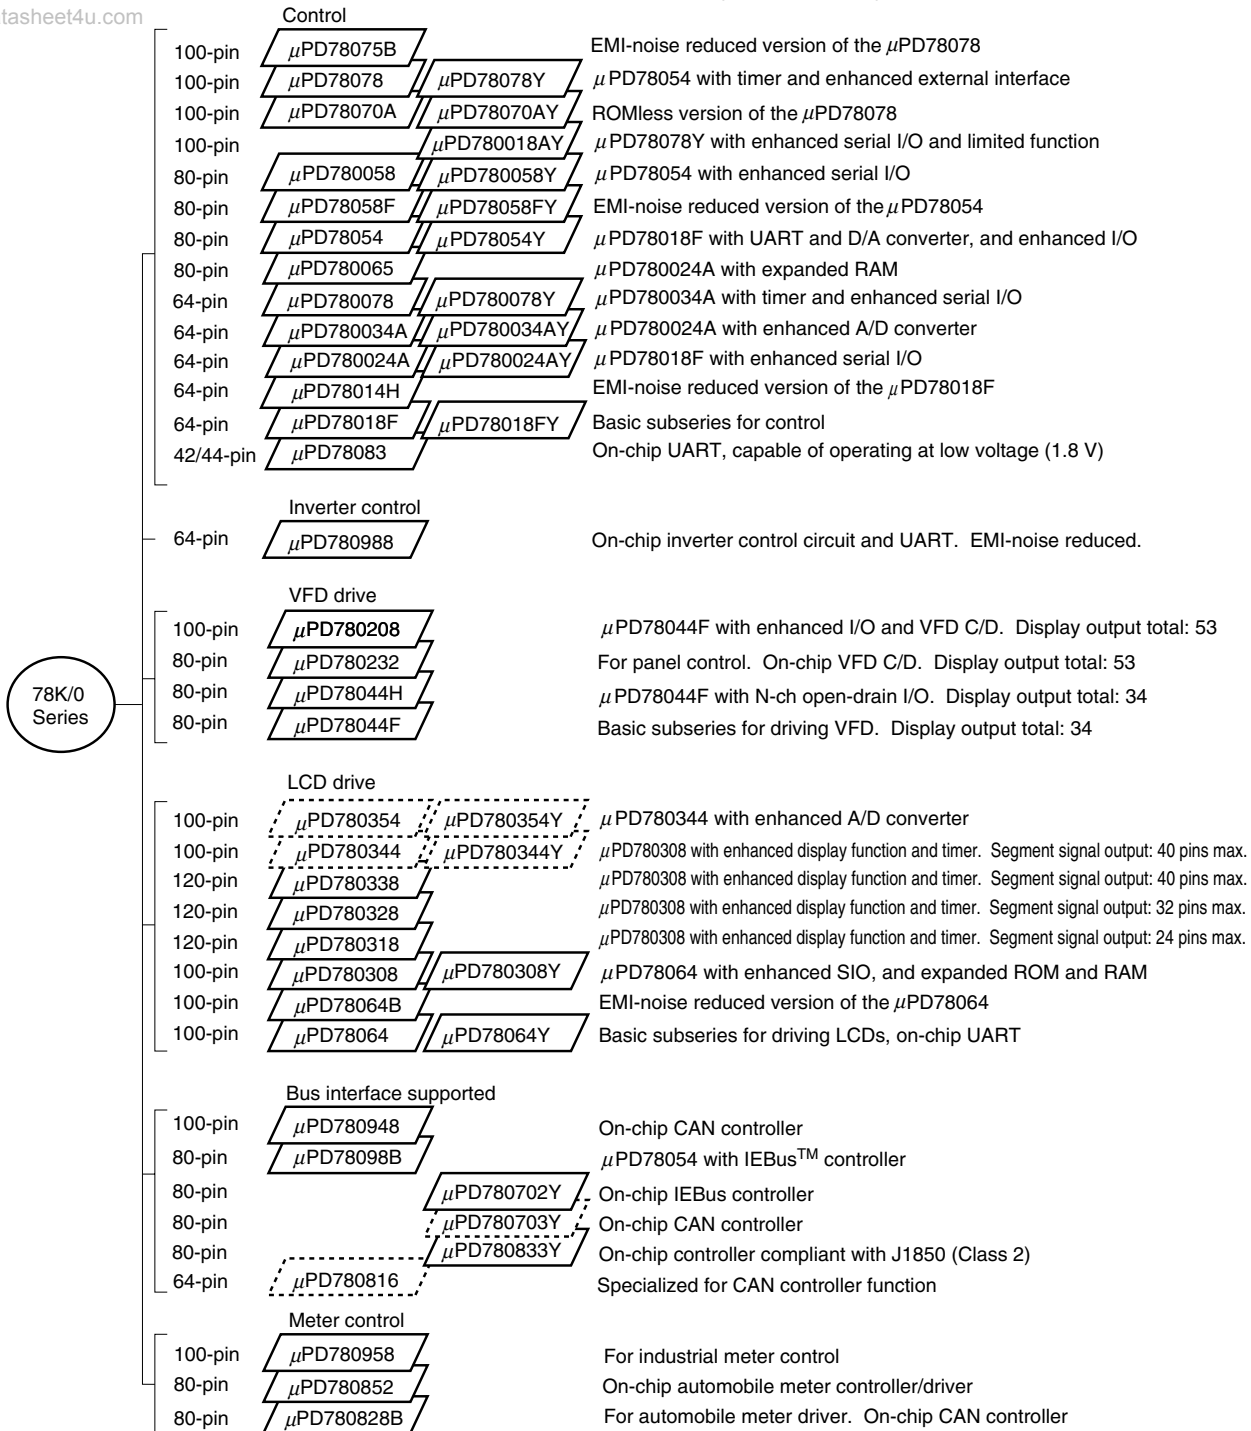 tasheet4u.com
Control
100-pin μPD78075B EMI-noise reduced version of the μPD78078
100-pin μPD78078 μPD78078Y μPD78054 with timer and enhanced external interface
100-pin μPD78070A μPD78070AY ROMless version of the μPD78078
100-pin μPD780018AY μPD78078Y with enhanced serial I/O and limited function
80-pin μPD780058 μPD780058Y μPD78054 with enhanced serial I/O
80-pin μPD78058F μPD78058FY EMI-noise reduced version of the μPD78054
80-pin μPD78054 μPD78054Y μPD78018F with UART and D/A converter, and enhanced I/O
80-pin μPD780065 μPD780024A with expanded RAM
64-pin μPD780078 μPD780078Y μPD780034A with timer and enhanced serial I/O
64-pin μPD780034A μPD780034AY μPD780024A with enhanced A/D converter
64-pin μPD780024A μPD780024AY μPD78018F with enhanced serial I/O
64-pin μPD78014H EMI-noise reduced version of the μPD78018F
64-pin μPD78018F μPD78018FY Basic subseries for control
42/44-pin μPD78083 On-chip UART, capable of operating at low voltage (1.8 V)
Inverter control
64-pin μPD780988 On-chip inverter control circuit and UART. EMI-noise reduced.
VFD drive
100-pin μPD780208 μPD78044F with enhanced I/O and VFD C/D. Display output total: 53
80-pin μPD780232 For panel control. On-chip VFD C/D. Display output total: 53
80-pin μPD78044H μPD78044F with N-ch open-drain I/O. Display output total: 34
80-pin μPD78044F Basic subseries for driving VFD. Display output total: 34
78K/0
Series
LCD drive
100-pin μPD780354 μPD780354Y μPD780344 with enhanced A/D converter
100-pin μPD780344 μPD780344Y μPD780308 with enhanced display function and timer. Segment signal output: 40 pins max.
120-pin μPD780338 μPD780308 with enhanced display function and timer. Segment signal output: 40 pins max.
120-pin μPD780328 μPD780308 with enhanced display function and timer. Segment signal output: 32 pins max.
120-pin μPD780318 μPD780308 with enhanced display function and timer. Segment signal output: 24 pins max.
100-pin μPD780308 μPD780308Y μPD78064 with enhanced SIO, and expanded ROM and RAM
100-pin μPD78064B EMI-noise reduced version of the μPD78064
100-pin μPD78064 μPD78064Y Basic subseries for driving LCDs, on-chip UART
Bus interface supported
100-pin μPD780948 On-chip CAN controller
80-pin μPD78098B μPD78054 with IEBus™ controller
80-pin μPD780702Y On-chip IEBus controller
80-pin μPD780703Y On-chip CAN controller
80-pin μPD780833Y On-chip controller compliant with J1850 (Class 2)
64-pin μPD780816 Specialized for CAN controller function
Meter control
100-pin μPD780958 For industrial meter control
80-pin μPD780852 On-chip automobile meter controller/driver
80-pin μPD780828B For automobile meter driver. On-chip CAN controller